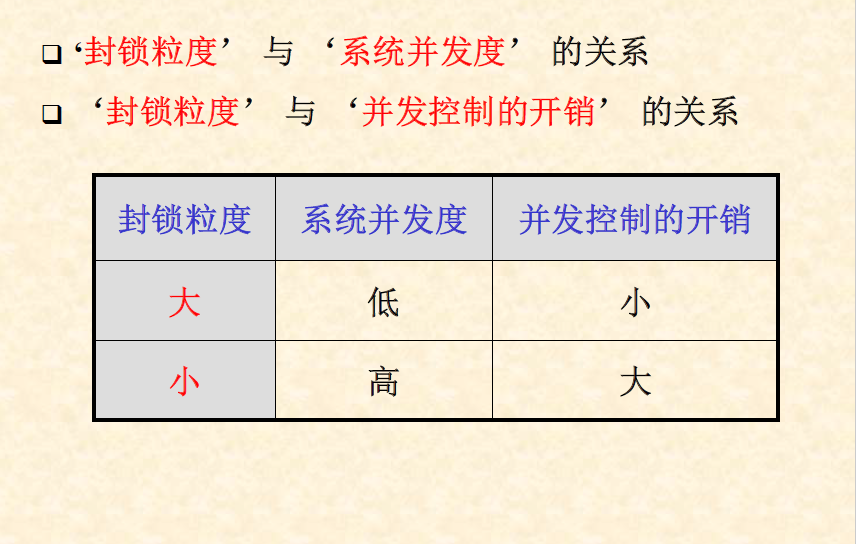 ❑ ‘封锁粒度’ 与 ‘系统并发度’ 的关系
❑ ‘封锁粒度’ 与 ‘并发控制的开销’ 的关系
封锁粒度 系统并发度 并发控制的开销
大 低 小
小 高 大